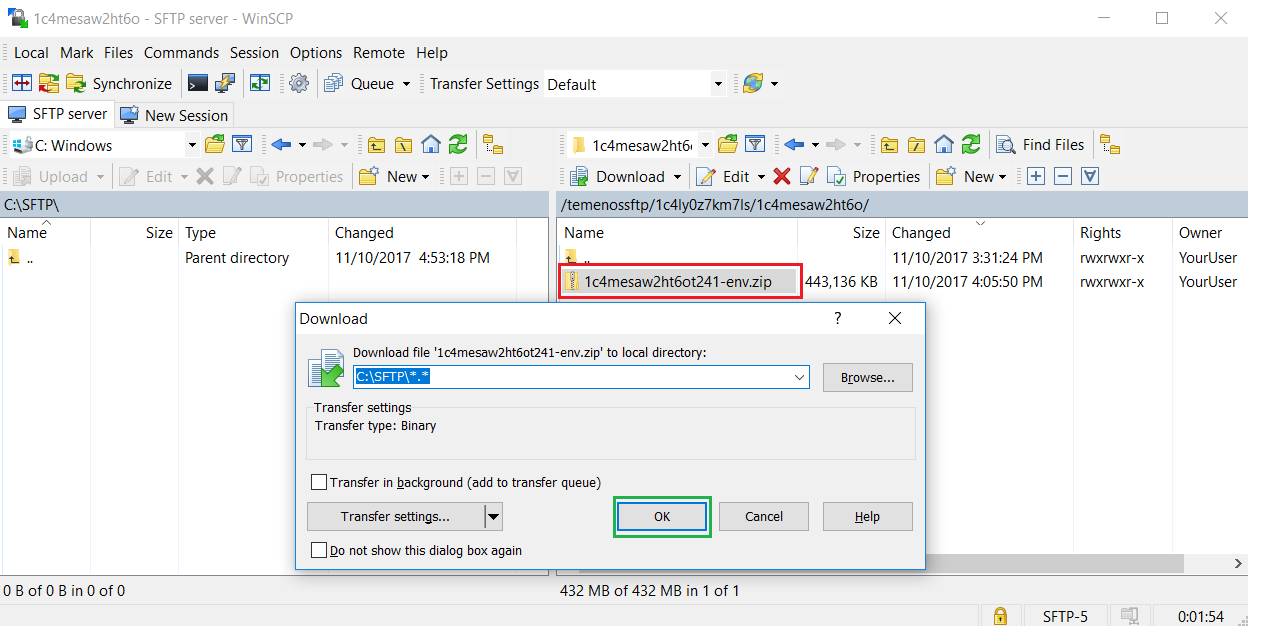 1c4mesaw2ht6o - SFTP server - WinSCP
Local Mark Files Commands Session Options Remote Help
Synchronize Queue Transfer Settings Default
SFTP server New Session
C: Windows
1c4mesaw2ht6 Find Files
Upload Edit Properties New
Download Edit Properties New
C:\SFTP\
/temenossftp/1c4ly0z7km7ls/1c4mesaw2ht6o/
Name Size Type Changed
.. Parent directory 11/10/2017 4:53:18 PM
Name Size Changed Rights Owner
.. 11/10/2017 3:31:24 PM rwxrwxr-x YourUser
1c4mesaw2ht6ot241-env.zip 443,136 KB 11/10/2017 4:05:50 PM rwxrwxr-x YourUser
Download ?
Download file '1c4mesaw2ht6ot241-env.zip' to local directory:
C:\SFTP\*.* Browse...
Transfer settings
Transfer type: Binary
Transfer in background (add to transfer queue)
Transfer settings... OK Cancel Help
Do not show this dialog box again
0 B of 0 B in 0 of 0
432 MB of 432 MB in 1 of 1
SFTP-5 0:01:54